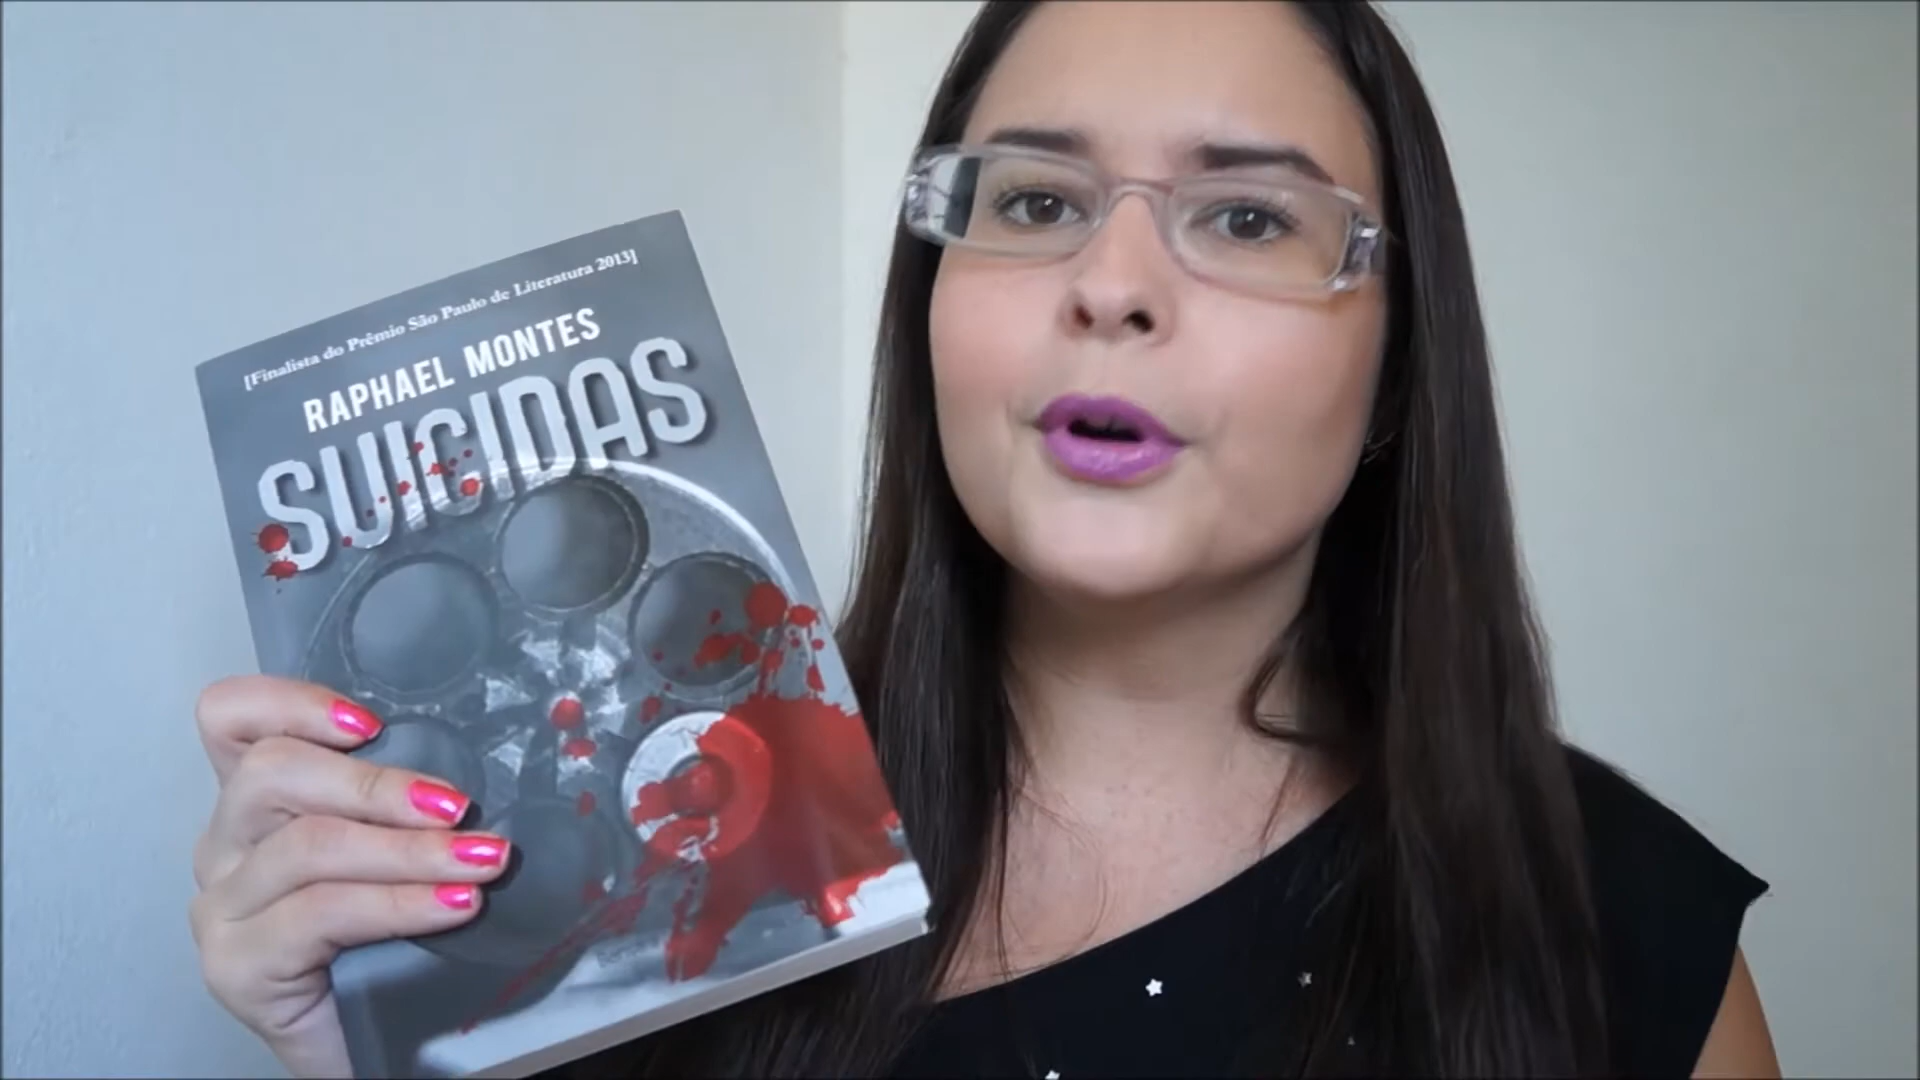 [Finalista do Prêmio São Paulo de Literatura 2013]
RAPHAEL MONTES
SUICIDAS